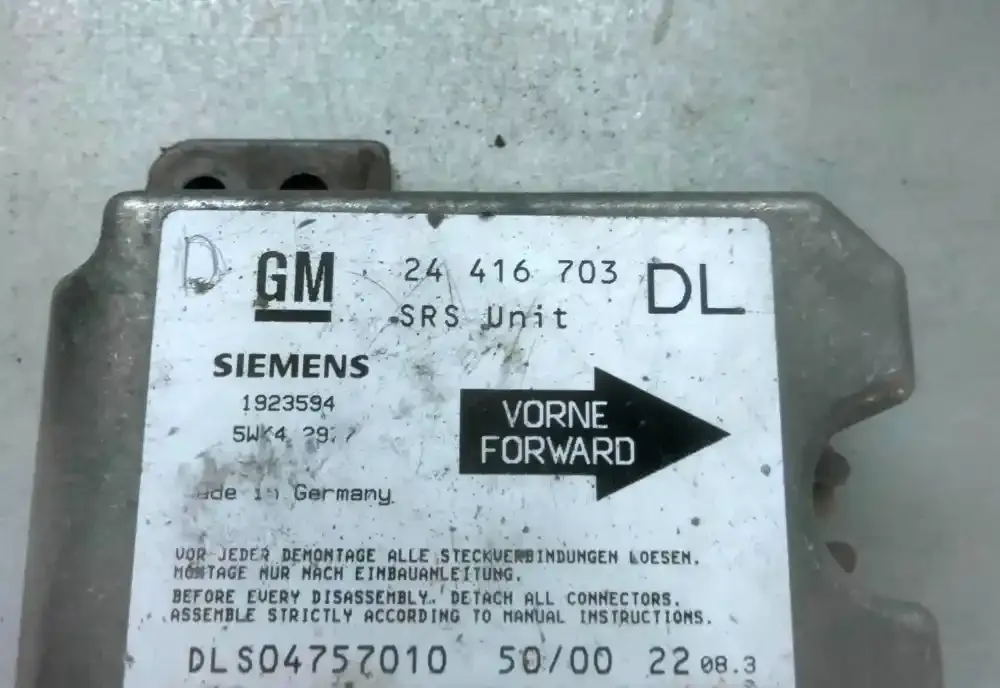 D GM 24 416 703 DL
SRS Unit
SIEMENS
1923594
VORNE
FORWARD
in Germany
VOR JEDER DEMONTAGE ALLE STECKVERBINDUNGEN LOESEN.
MONTAGE NUR NACH EINBAUANLEITUNG.
BEFORE EVERY DISASSEMBLY. DETACH ALL CONNECTORS.
ASSEMBLE STRICTLY ACCORDING TO MANUAL INSTRUCTIONS.
DLS04757010 50/00 22 08.3